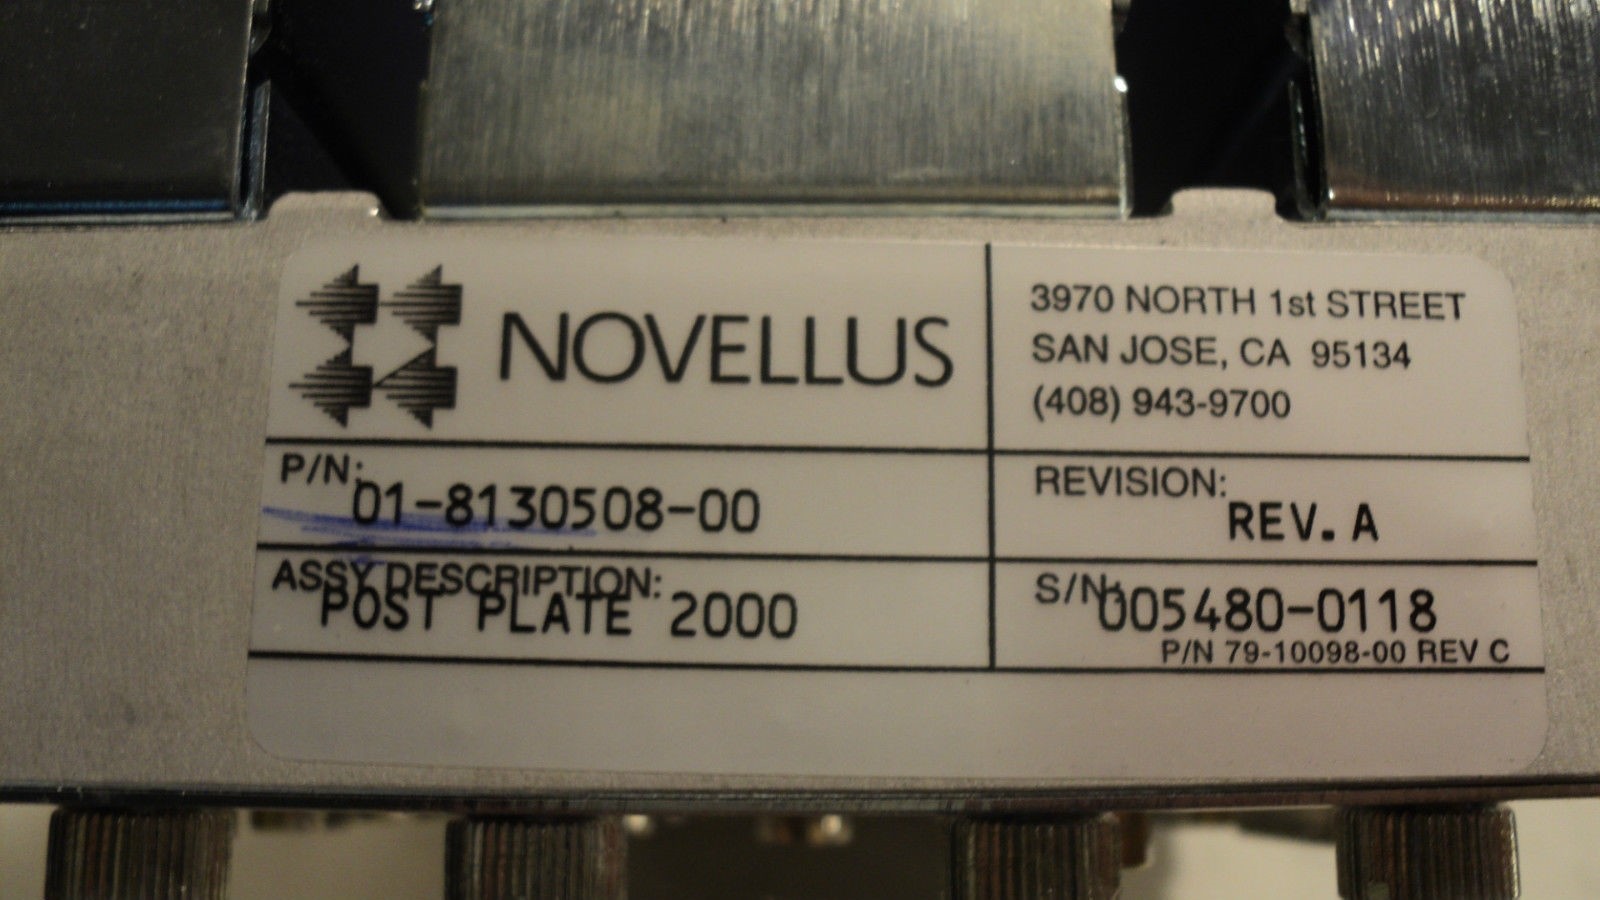 NOVELLUS
3970 NORTH 1st STREET
SAN JOSE, CA 95134
(408) 943-9700
P/N:
01-8130508-00
REVISION:
REV. A
ASSY DESCRIPTION:
POST PLATE 2000
S/N:
005480-0118
P/N 79-10098-00 REV C